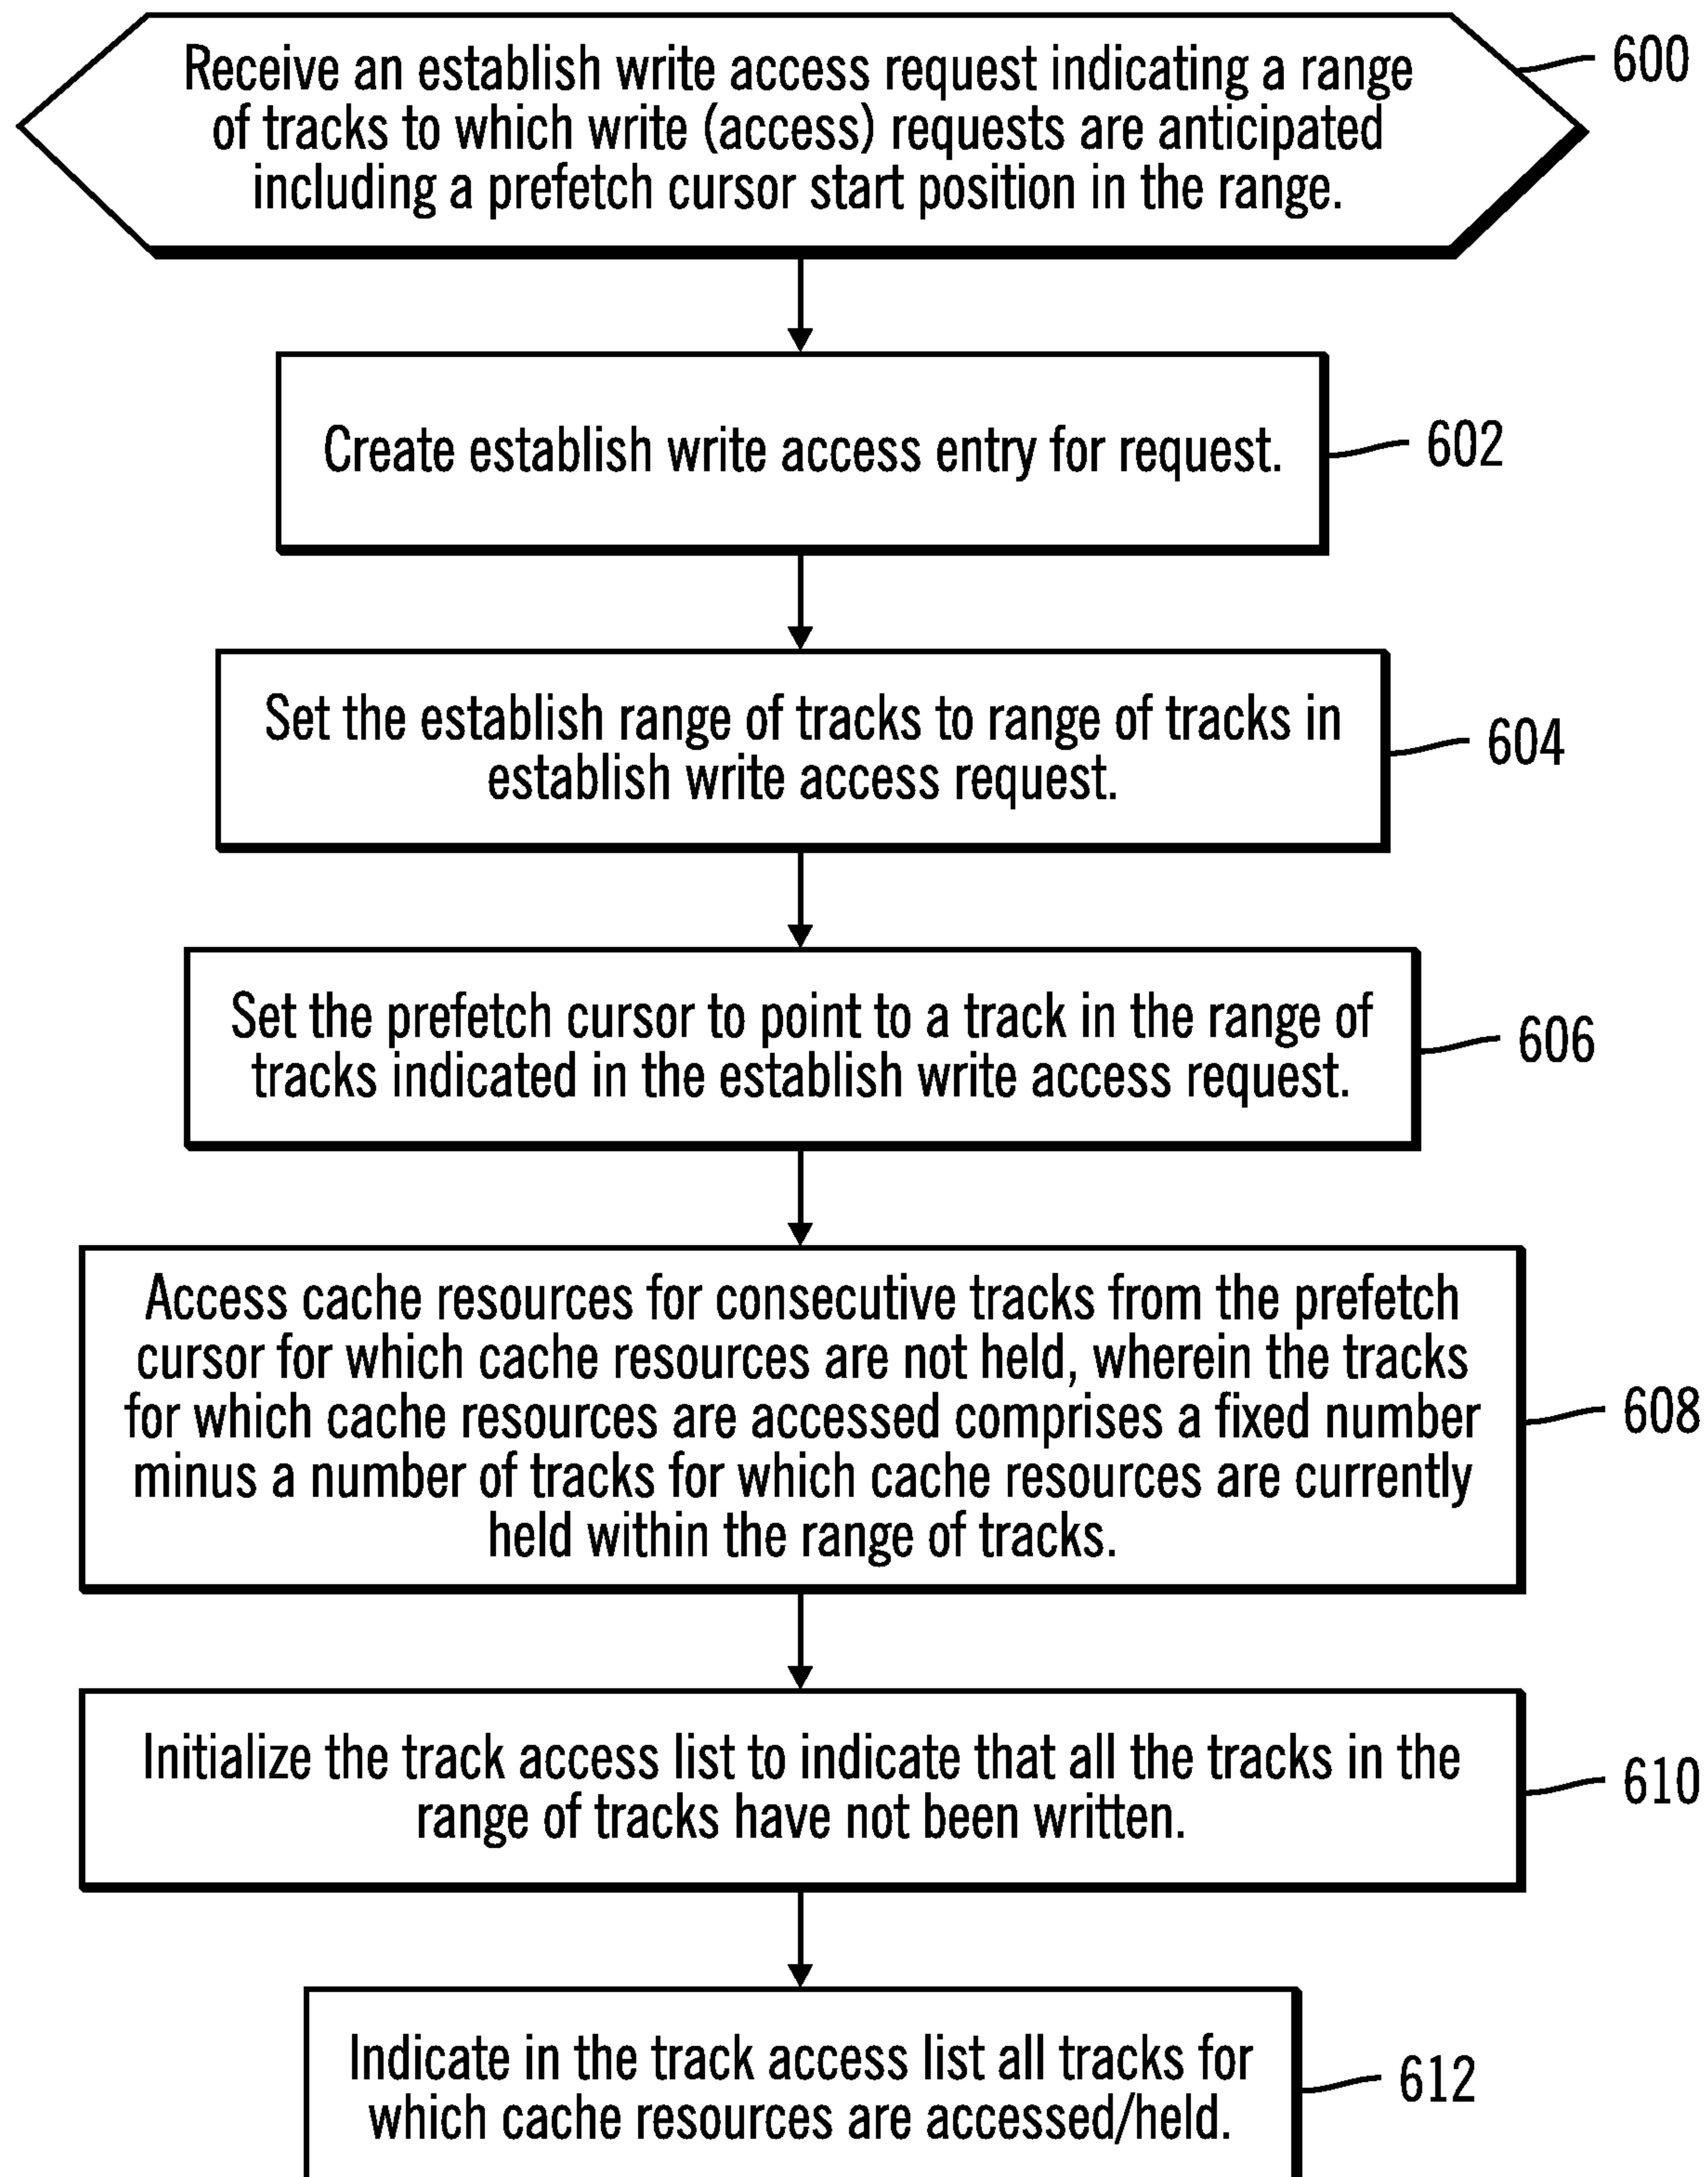 Receive an establish write access request indicating a range
of tracks to which write (access) requests are anticipated
including a prefetch cursor start position in the range.
600
Create establish write access entry for request.
602
Set the establish range of tracks to range of tracks in
establish write access request.
604
Set the prefetch cursor to point to a track in the range of
tracks indicated in the establish write access request.
606
Access cache resources for consecutive tracks from the prefetch
cursor for which cache resources are not held, wherein the tracks
for which cache resources are accessed comprises a fixed number
minus a number of tracks for which cache resources are currently
held within the range of tracks.
608
Initialize the track access list to indicate that all the tracks in the
range of tracks have not been written.
610
Indicate in the track access list all tracks for
which cache resources are accessed/held.
612